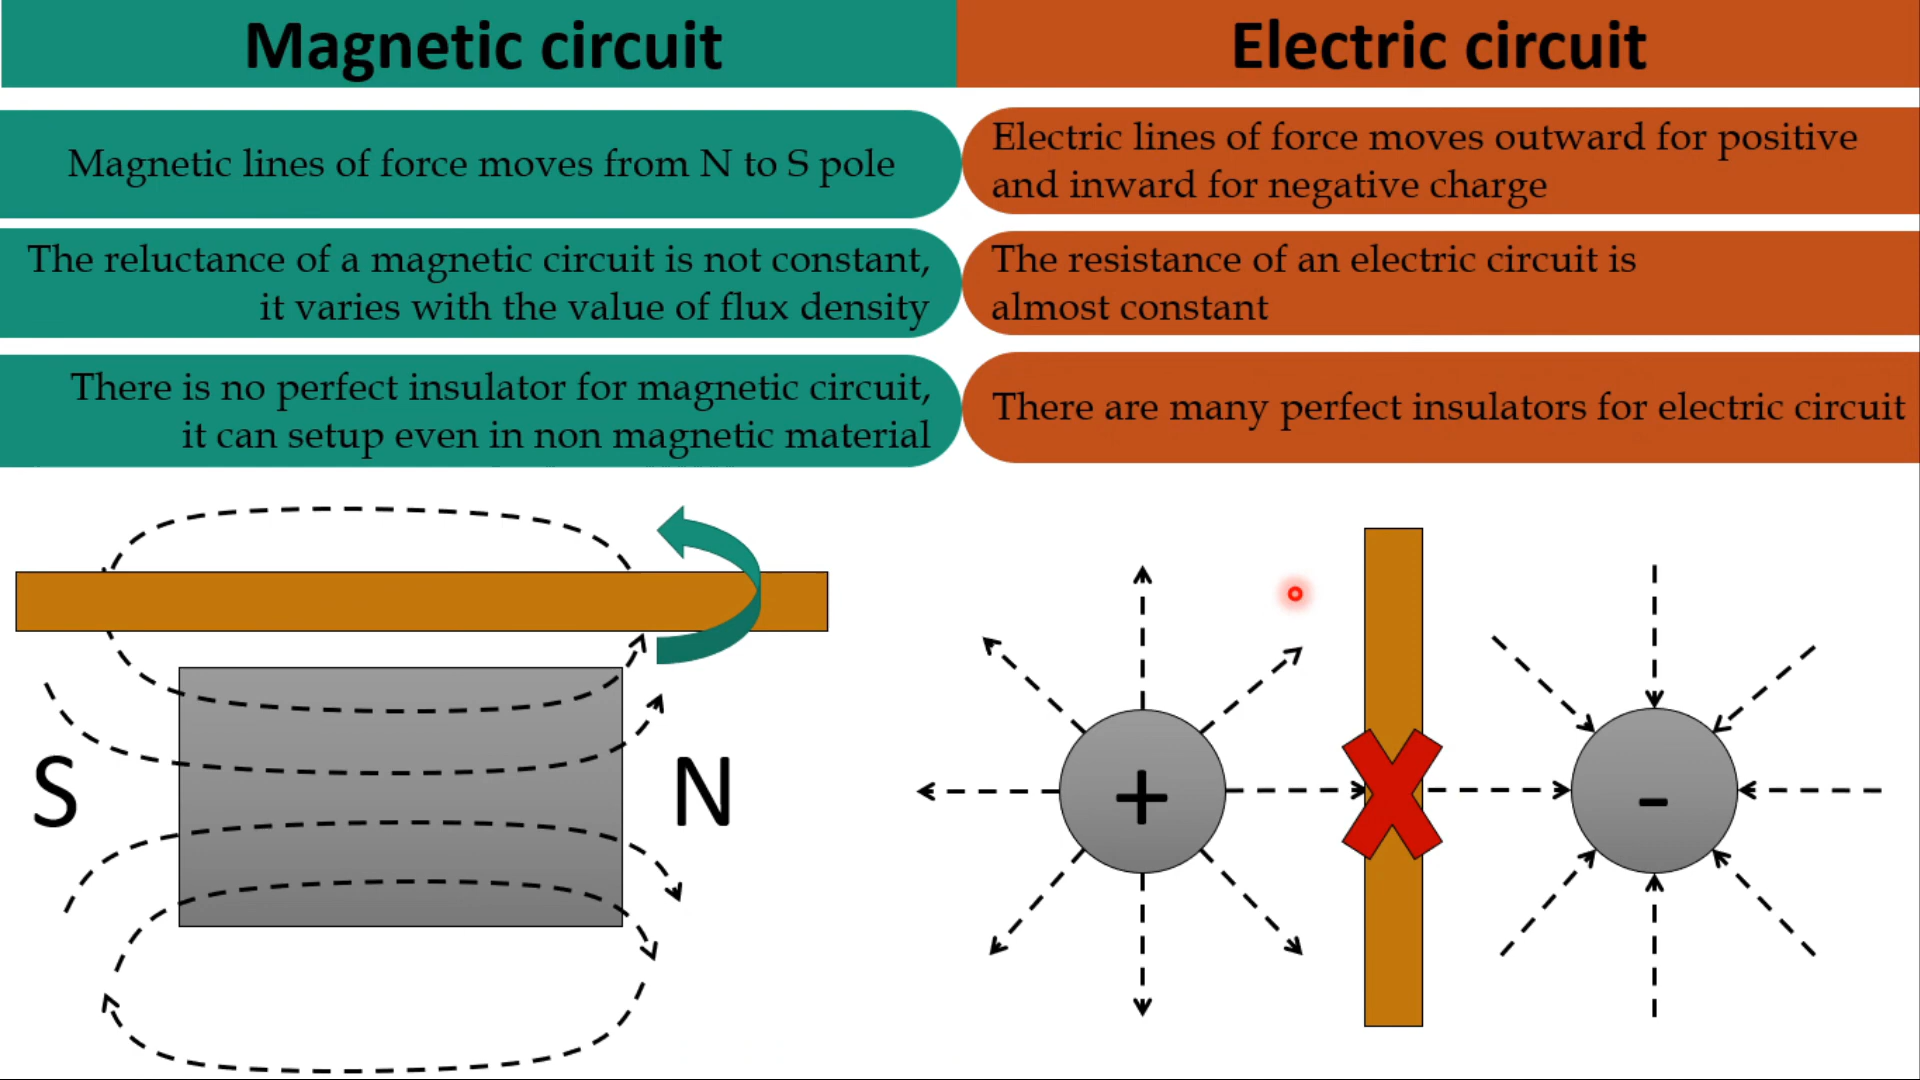 Magnetic circuit
Electric circuit
Magnetic lines of force moves from N to S pole
Electric lines of force moves outward for positive
and inward for negative charge
The reluctance of a magnetic circuit is not constant,
it varies with the value of flux density
The resistance of an electric circuit is
almost constant
There is no perfect insulator for magnetic circuit,
it can setup even in non magnetic material
There are many perfect insulators for electric circuit
S
N
+
-